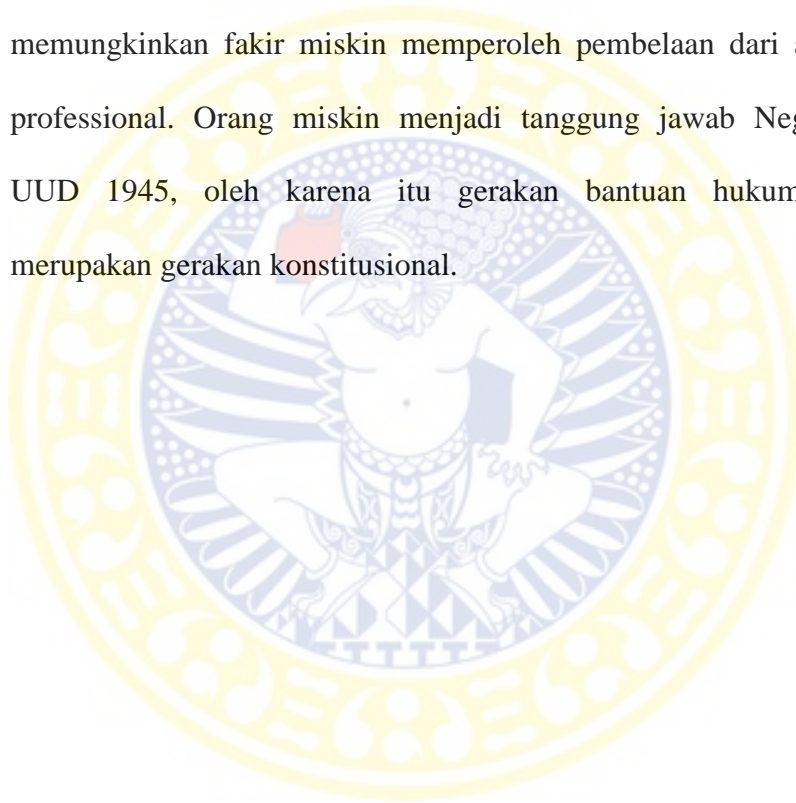 memungkinkan fakir miskin memperoleh pembelaan dari
professional. Orang miskin menjadi tanggung jawab
UUD 1945, oleh karena itu gerakan bantuan hukum
merupakan gerakan konstitusional.